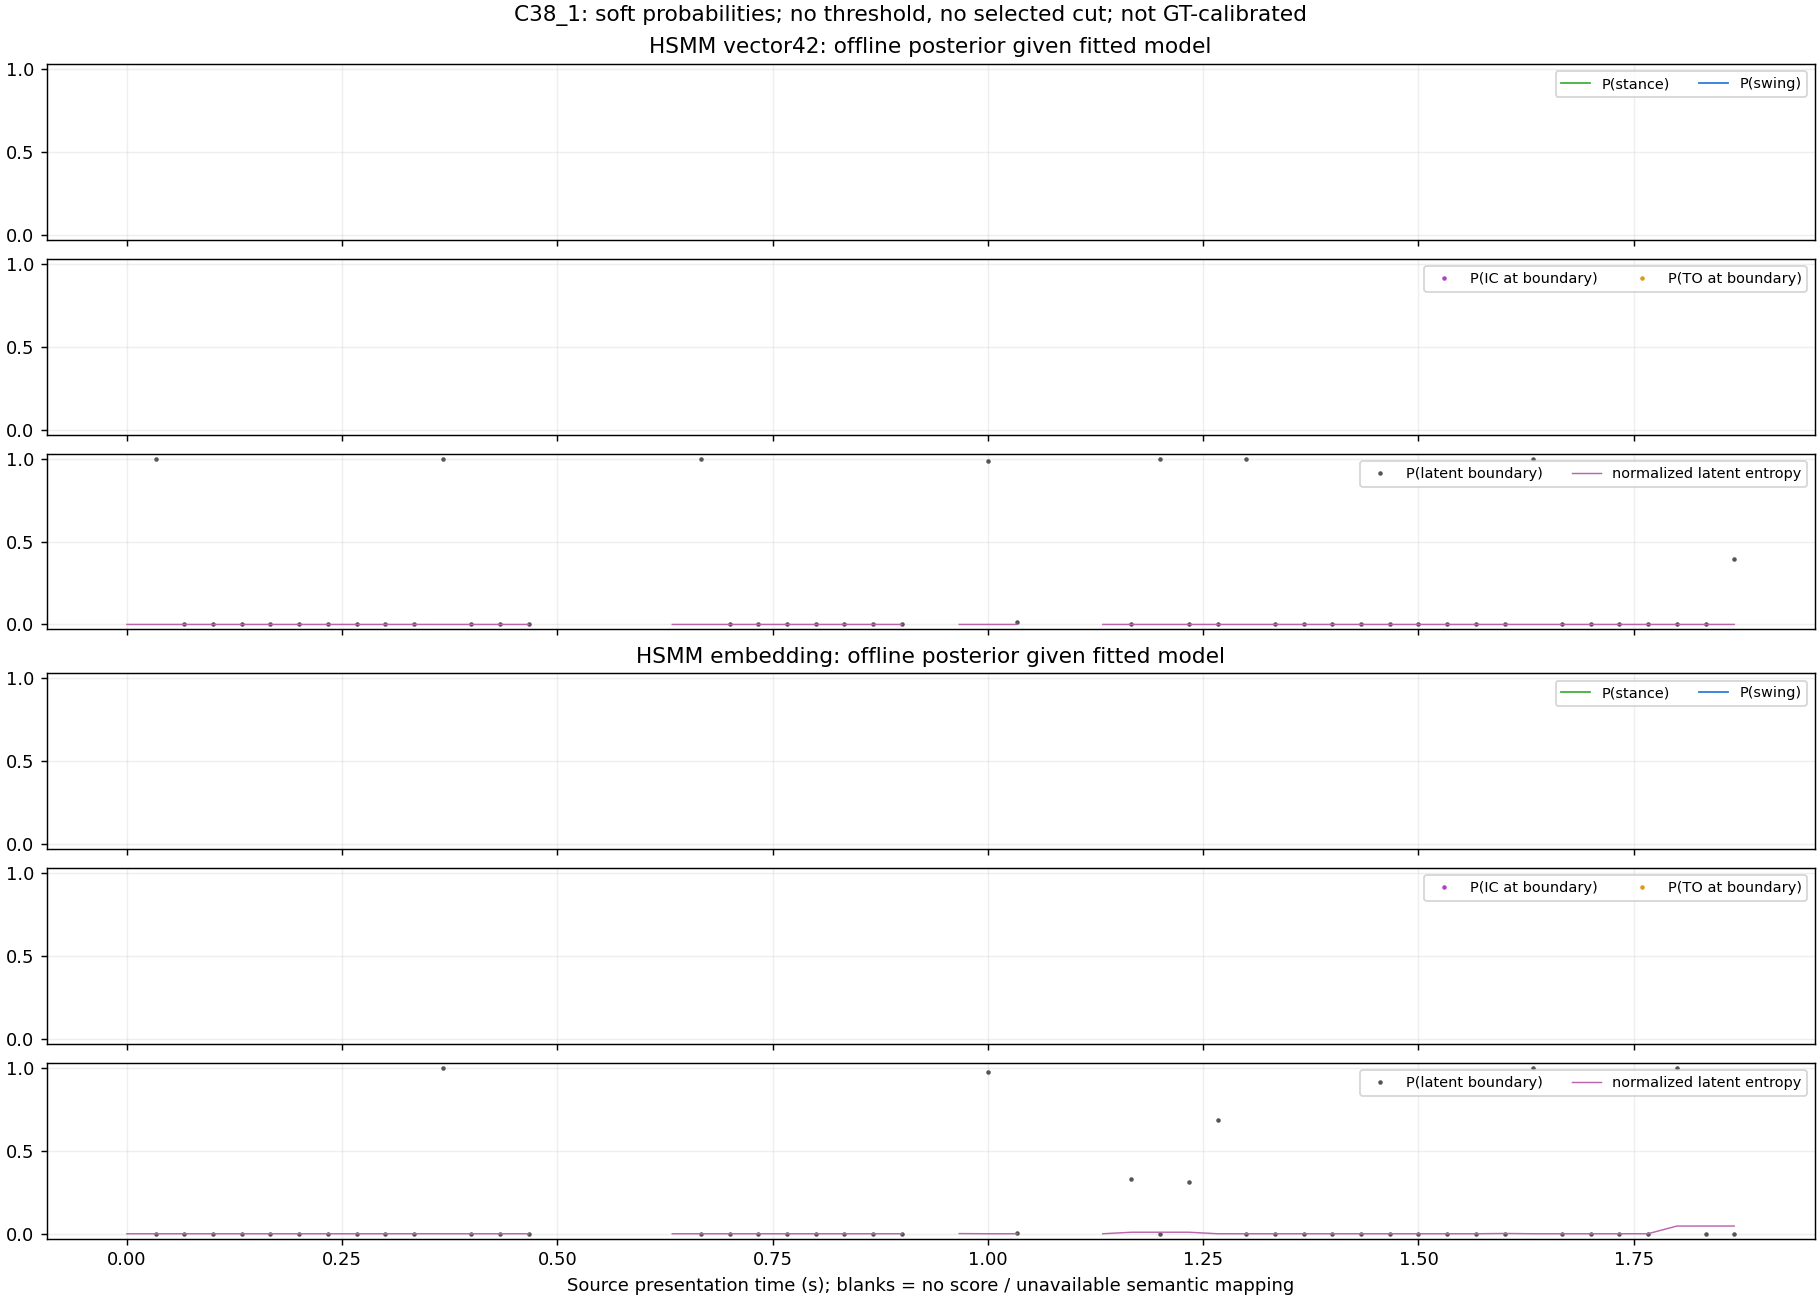 C38_1: soft probabilities; no threshold, no selected cut; not GT-calibrated
HSMM vector42: offline posterior given fitted model
1.0
0.5
0.0
P(stance) P(swing)
1.0
0.5
0.0
P(IC at boundary) P(TO at boundary)
1.0
0.5
0.0
P(latent boundary) normalized latent entropy
HSMM embedding: offline posterior given fitted model
1.0
0.5
0.0
P(stance) P(swing)
1.0
0.5
0.0
P(IC at boundary) P(TO at boundary)
1.0
0.5
0.0
P(latent boundary) normalized latent entropy
0.00 0.25 0.50 0.75 1.00 1.25 1.50 1.75
Source presentation time (s); blanks = no score / unavailable semantic mapping